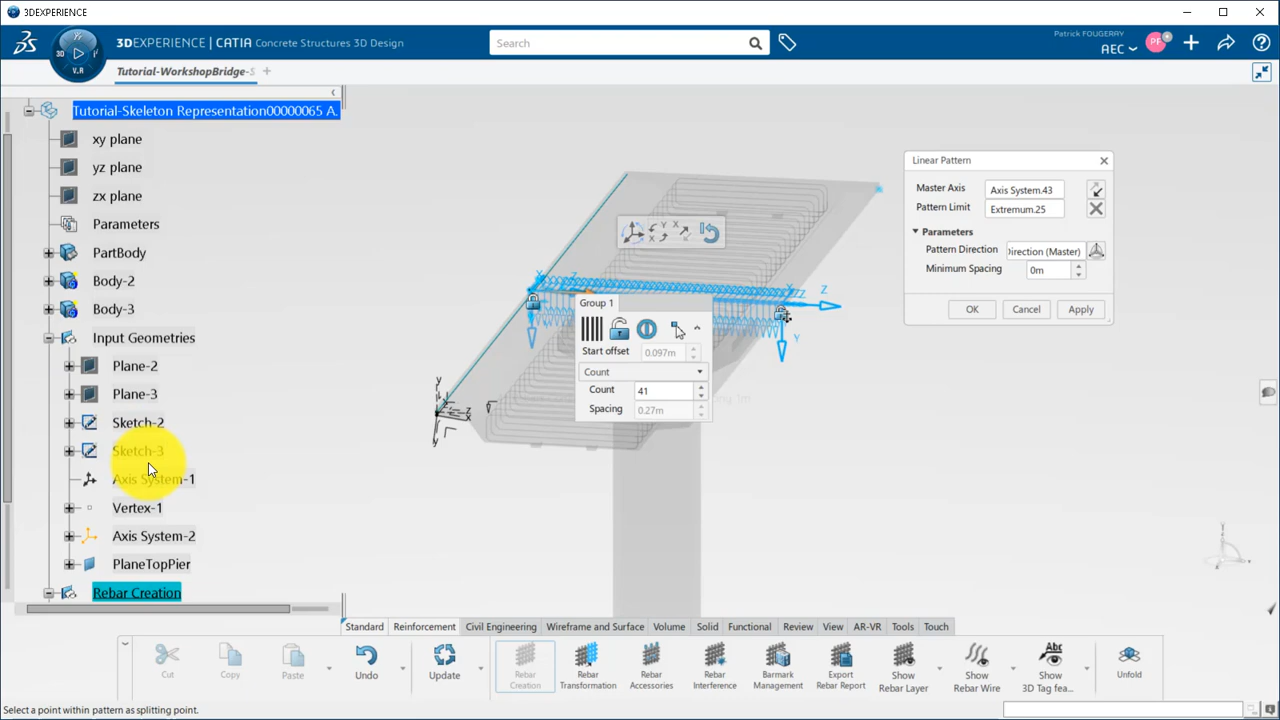 3DEXPERIENCE
3DEXPERIENCE | CATIA Concrete Structures 3D Design
3D
V.R
Search
Patrick FOUGERAY
AEC
PF
Tutorial-WorkshopBridge-S
Tutorial-Skeleton Representation00000065 A.
xy plane
yz plane
zx plane
Parameters
PartBody
Body-2
Body-3
Input Geometries
Plane-2
Plane-3
Sketch-2
Sketch-3
Axis System-1
Vertex-1
Axis System-2
PlaneTopPier
Rebar Creation
Linear Pattern
Master Axis
Axis System.43
Pattern Limit
Extremum.25
Parameters
Pattern Direction
Direction (Master)
Minimum Spacing
0m
OK
Cancel
Apply
Group 1
Start offset
0.097m
Count
Count
41
Spacing
0.27m
X
Z
Y
Z
y
z
y
Standard
Reinforcement
Civil Engineering
Wireframe and Surface
Volume
Solid
Functional
Review
View
AR-VR
Tools
Touch
Cut
Copy
Paste
Undo
Update
Rebar Creation
Rebar Transformation
Rebar Accessories
Rebar Interference
Barmark Management
Export Rebar Report
Show Rebar Layer
Show Rebar Wire
Abc
Show 3D Tag fea...
Unfold
Select a point within pattern as splitting point.